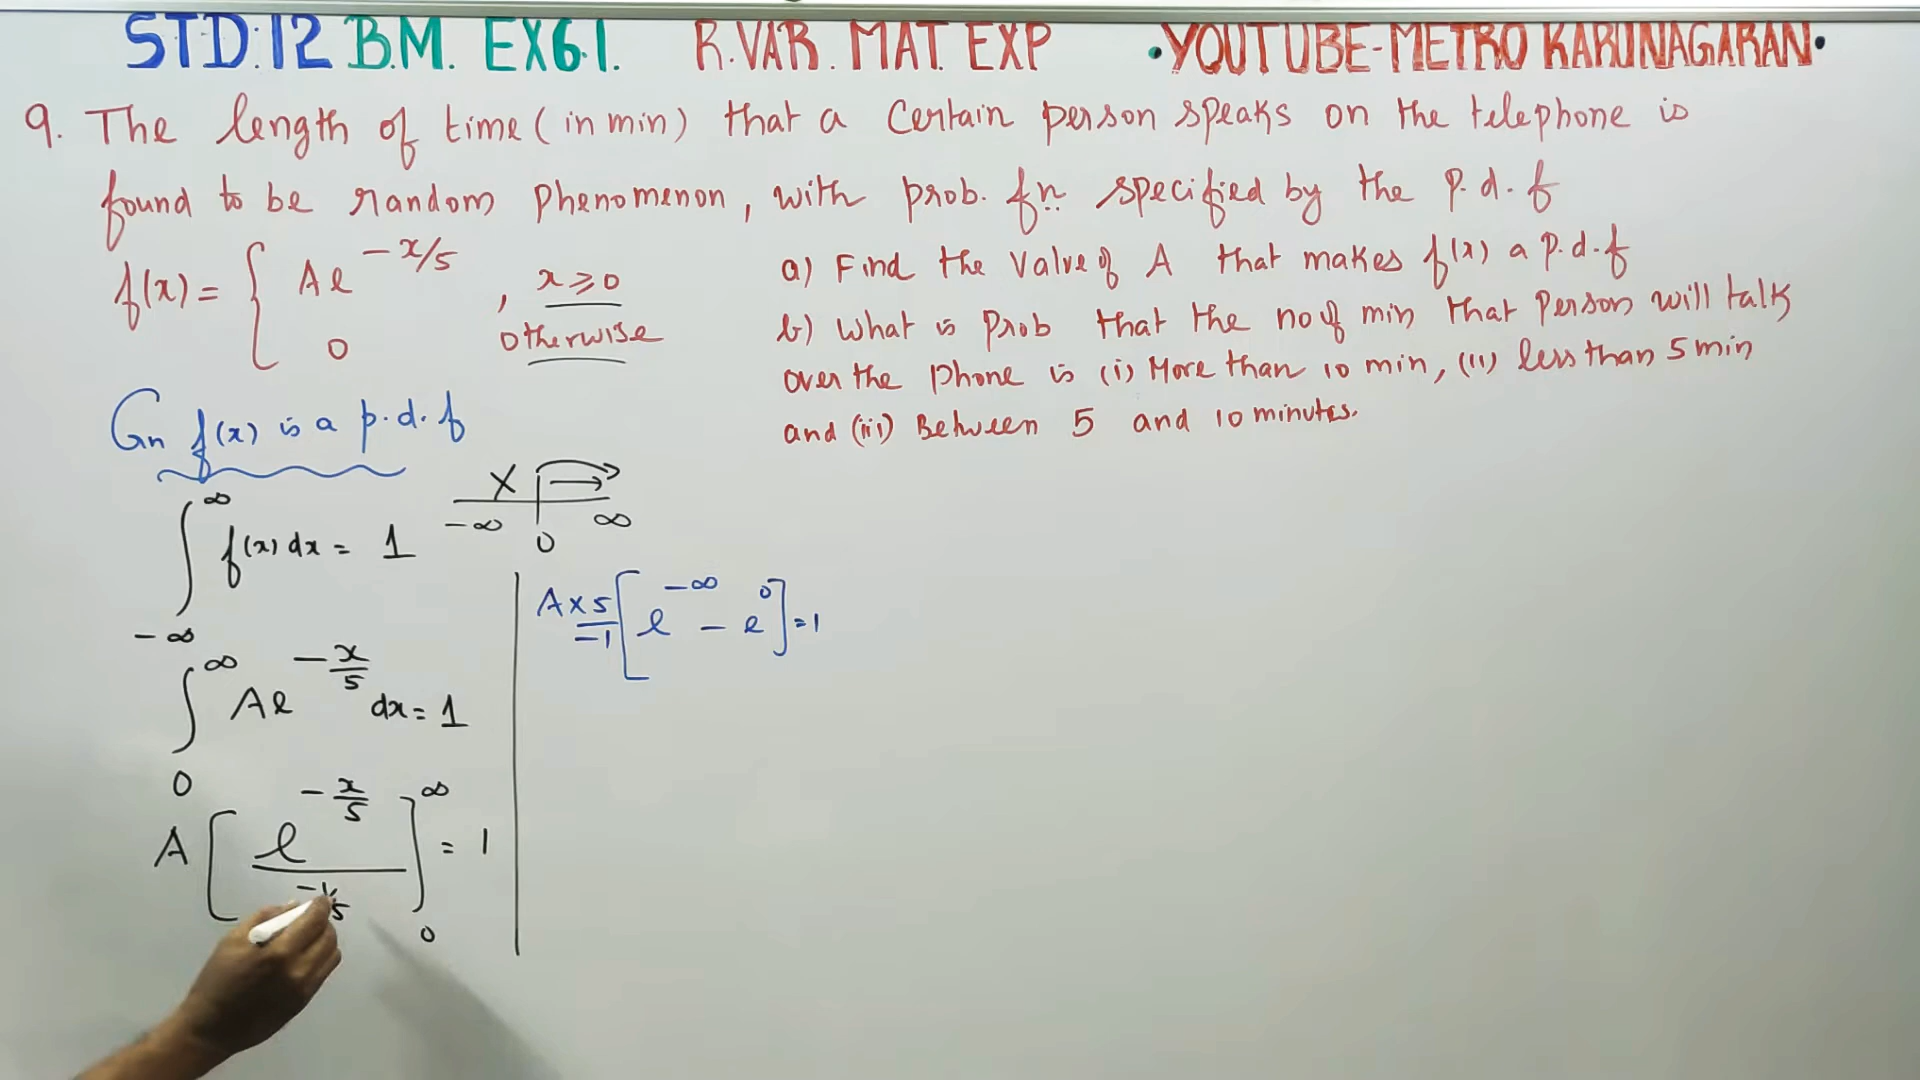 STD:12 B.M. EX6.1. R.VAR. MAT. EXP •YOUTUBE-METRO KARUNAGARAN•
9. The length of time (in min) that a certain person speaks on the telephone is
found to be random phenomenon, with prob. fn specified by the p.d.f
f(x) = { Ae^{-x/5} , x≥0
0 otherwise
a) Find the value of A that makes f(x) a p.d.f
b) what is prob that the no of min that person will talk
over the phone is (i) More than 10 min, (ii) less than 5 min
and (iii) Between 5 and 10 minutes.
Gn f(x) is a p.d.f
∫_{-∞}^{∞} f(x) dx = 1
X
-∞ 0 ∞
∫_{0}^{∞} Ae^{-x/5} dx = 1
A [ e^{-x/5} / -1/5 ]_{0}^{∞} = 1
A × 5/-1 [ e^{-∞} - e^{0} ] = 1